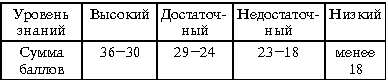 Уровень знаний Высокий Достаточ- ный Недостаточ- ный Низкий
Сумма баллов 36—30 29—24 23—18 менее 18